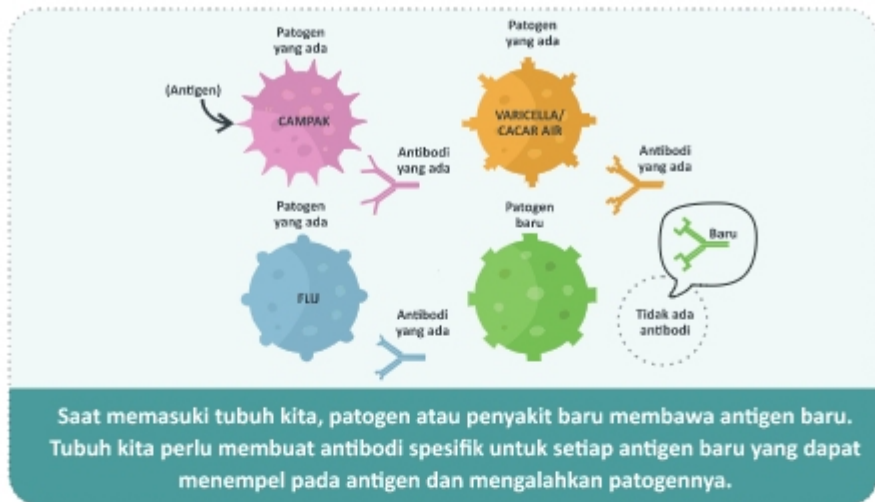 Patogen
yang ada
(Antigen)
CAMPAK
Antibodi
yang ada
Patogen
yang ada
VARICELLA/
CACAR AIR
Antibodi
yang ada
Patogen
yang ada
FLU
Antibodi
yang ada
Patogen
baru
Baru
Tidak ada
antibodi
Saat memasuki tubuh kita, patogen atau penyakit baru membawa antigen baru.
Tubuh kita perlu membuat antibodi spesifik untuk setiap antigen baru yang dapat
menempel pada antigen dan mengalahkan patogennya.